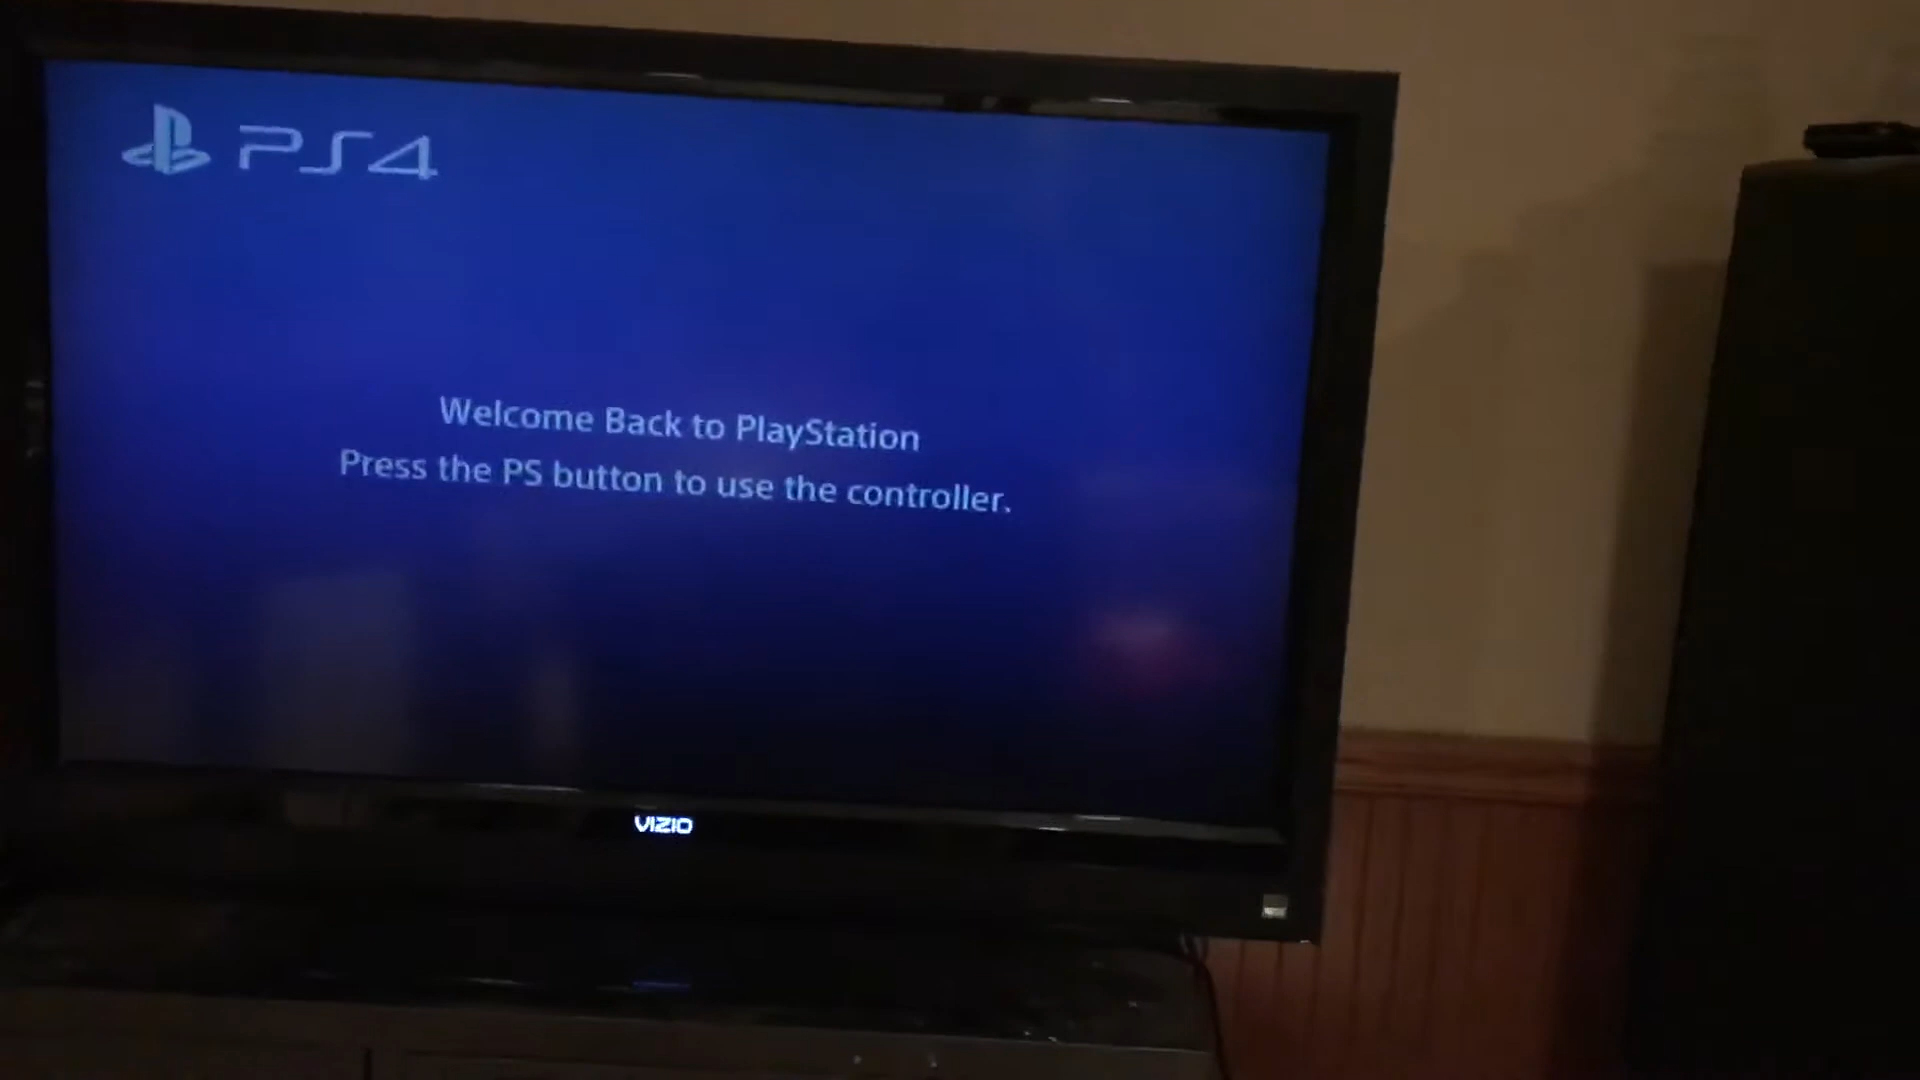 PS4
Welcome Back to PlayStation
Press the PS button to use the controller.
VIZIO